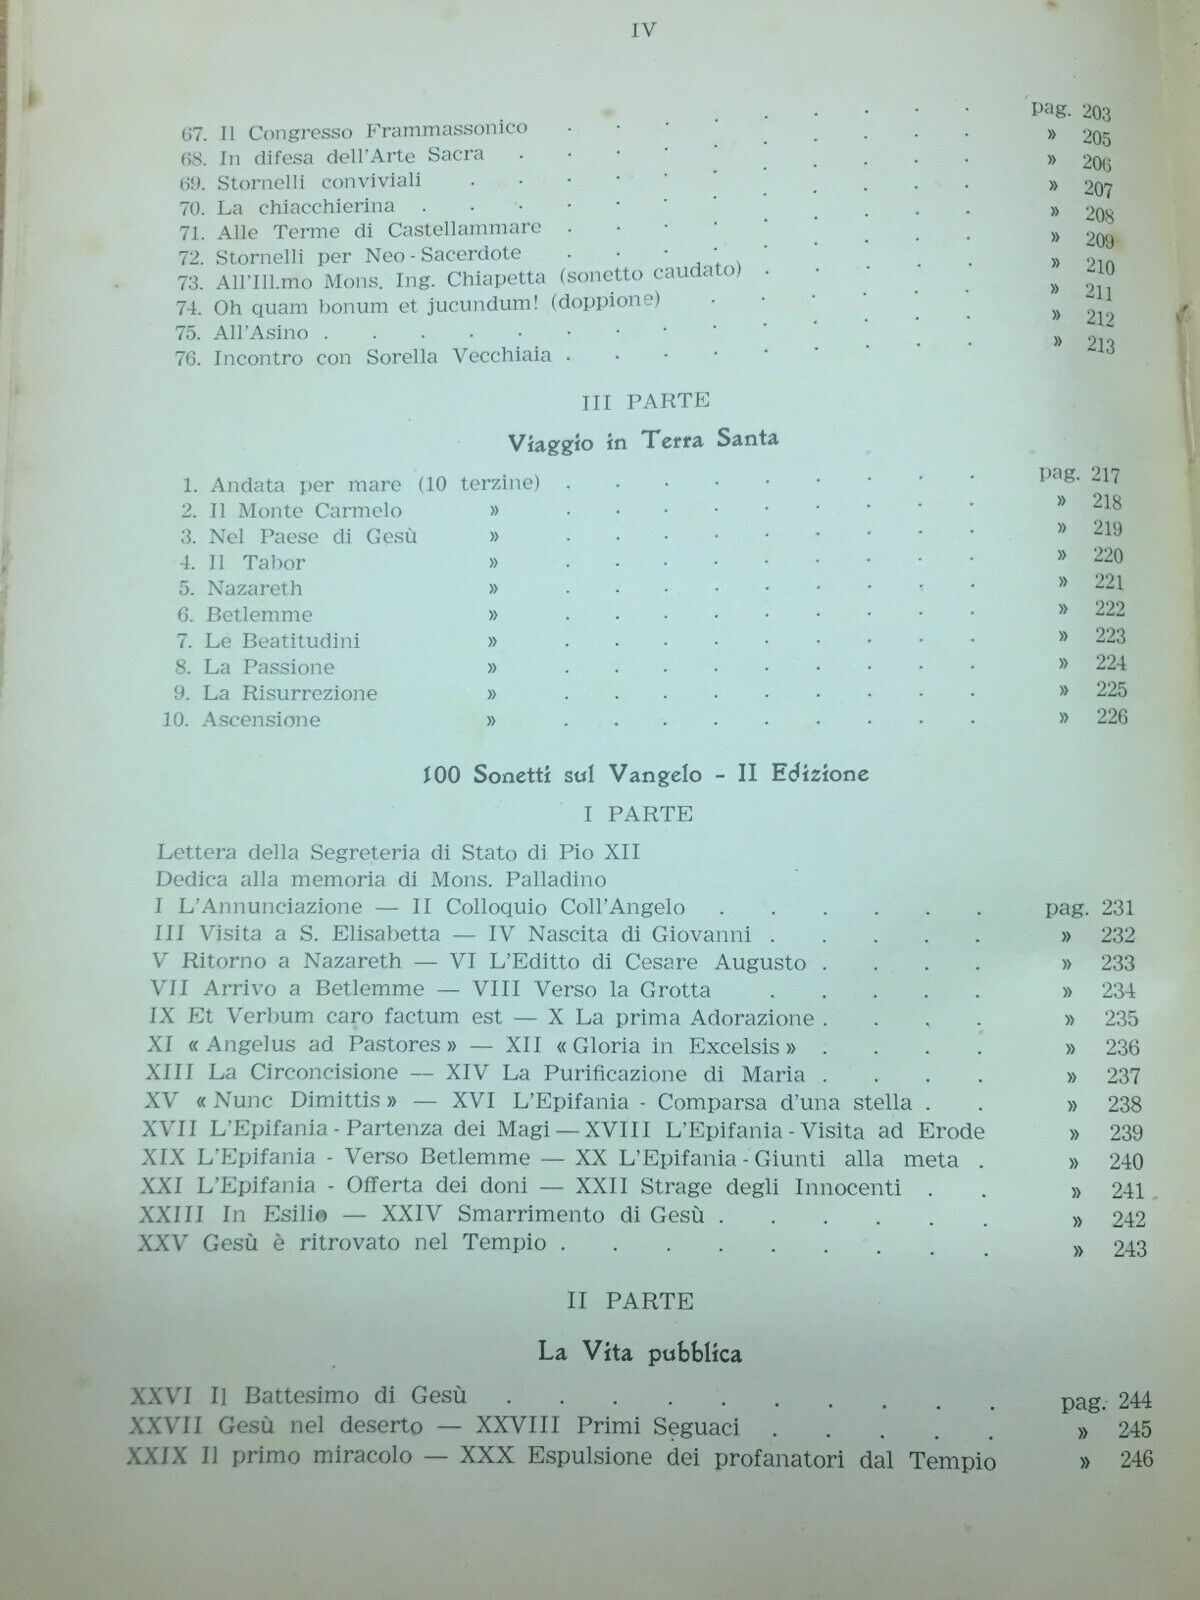 IV
67. Il Congresso Frammassonico . . . . . . . . pag. 203
68. In difesa dell'Arte Sacra . . . . . . . . . » 205
69. Stornelli conviviali . . . . . . . . . . » 206
70. La chiacchierina . . . . . . . . . . . » 207
71. Alle Terme di Castellammare . . . . . . . . » 208
72. Stornelli per Neo-Sacerdote . . . . . . . . » 209
73. All'Ill.mo Mons. Ing. Chiapetta (sonetto caudato) . . . . . » 210
74. Oh quam bonum et jucundum! (doppione) . . . . . . » 211
75. All'Asino . . . . . . . . . . . . . » 212
76. Incontro con Sorella Vecchiaia . . . . . . . . » 213
III PARTE
Viaggio in Terra Santa
1. Andata per mare (10 terzine) . . . . . . . . pag. 217
2. Il Monte Carmelo » . . . . . . . . » 218
3. Nel Paese di Gesù » . . . . . . . . » 219
4. Il Tabor » . . . . . . . . » 220
5. Nazareth » . . . . . . . . » 221
6. Betlemme » . . . . . . . . » 222
7. Le Beatitudini » . . . . . . . . » 223
8. La Passione » . . . . . . . . » 224
9. La Risurrezione » . . . . . . . . » 225
10. Ascensione » . . . . . . . . » 226
100 Sonetti sul Vangelo - II Edizione
I PARTE
Lettera della Segreteria di Stato di Pio XII
Dedica alla memoria di Mons. Palladino
I L'Annunciazione — II Colloquio Coll'Angelo . . . . . . pag. 231
III Visita a S. Elisabetta — IV Nascita di Giovanni . . . . . » 232
V Ritorno a Nazareth — VI L'Editto di Cesare Augusto . . . . » 233
VII Arrivo a Betlemme — VIII Verso la Grotta . . . . . » 234
IX Et Verbum caro factum est — X La prima Adorazione . . . . » 235
XI « Angelus ad Pastores » — XII « Gloria in Excelsis » . . . . » 236
XIII La Circoncisione — XIV La Purificazione di Maria . . . . » 237
XV « Nunc Dimittis » — XVI L'Epifania - Comparsa d'una stella . . » 238
XVII L'Epifania - Partenza dei Magi — XVIII L'Epifania - Visita ad Erode » 239
XIX L'Epifania - Verso Betlemme — XX L'Epifania - Giunti alla meta . » 240
XXI L'Epifania - Offerta dei doni — XXII Strage degli Innocenti . . » 241
XXIII In Esilio — XXIV Smarrimento di Gesù . . . . . . » 242
XXV Gesù è ritrovato nel Tempio . . . . . . . . » 243
II PARTE
La Vita pubblica
XXVI Il Battesimo di Gesù . . . . . . . . . . pag. 244
XXVII Gesù nel deserto — XXVIII Primi Seguaci . . . . . » 245
XXIX Il primo miracolo — XXX Espulsione dei profanatori dal Tempio » 246